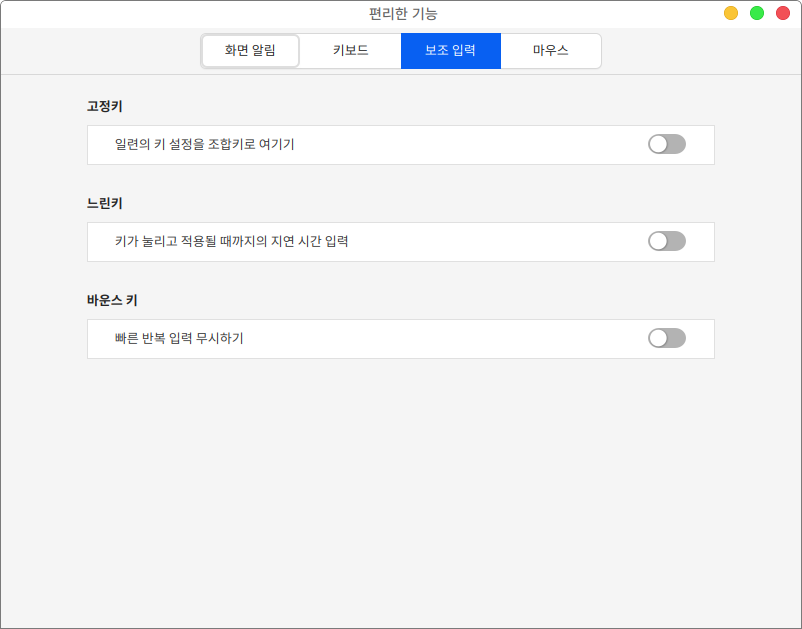 편리한 기능
화면 알림 키보드 보조 입력 마우스
고정키
일련의 키 설정을 조합키로 여기기
느린키
키가 눌리고 적용될 때까지의 지연 시간 입력
바운스 키
빠른 반복 입력 무시하기